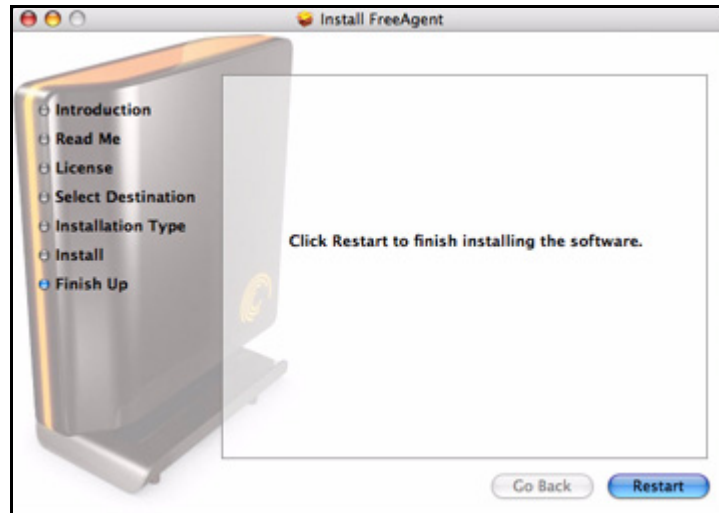 Install FreeAgent
Introduction
Read Me
License
Select Destination
Installation Type
Install
Finish Up
Click Restart to finish installing the software.
Go Back
Restart